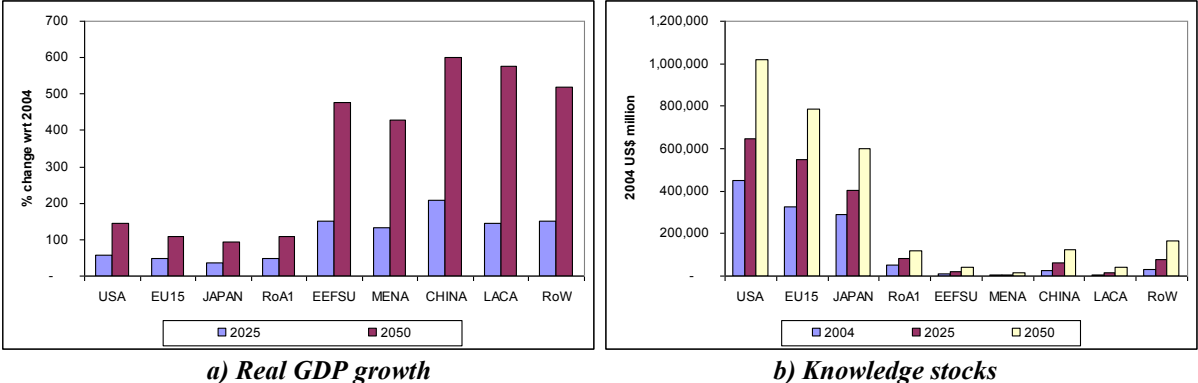 700
600
500
400
300
200
100
-
% change wrt 2004
USA EU15 JAPAN RoA1 EEFSU MENA CHINA LACA RoW
2025 2050
a) Real GDP growth
1,200,000
1,000,000
800,000
600,000
400,000
200,000
-
2004 US$ million
USA EU15 JAPAN RoA1 EEFSU MENA CHINA LACA RoW
2004 2025 2050
b) Knowledge stocks